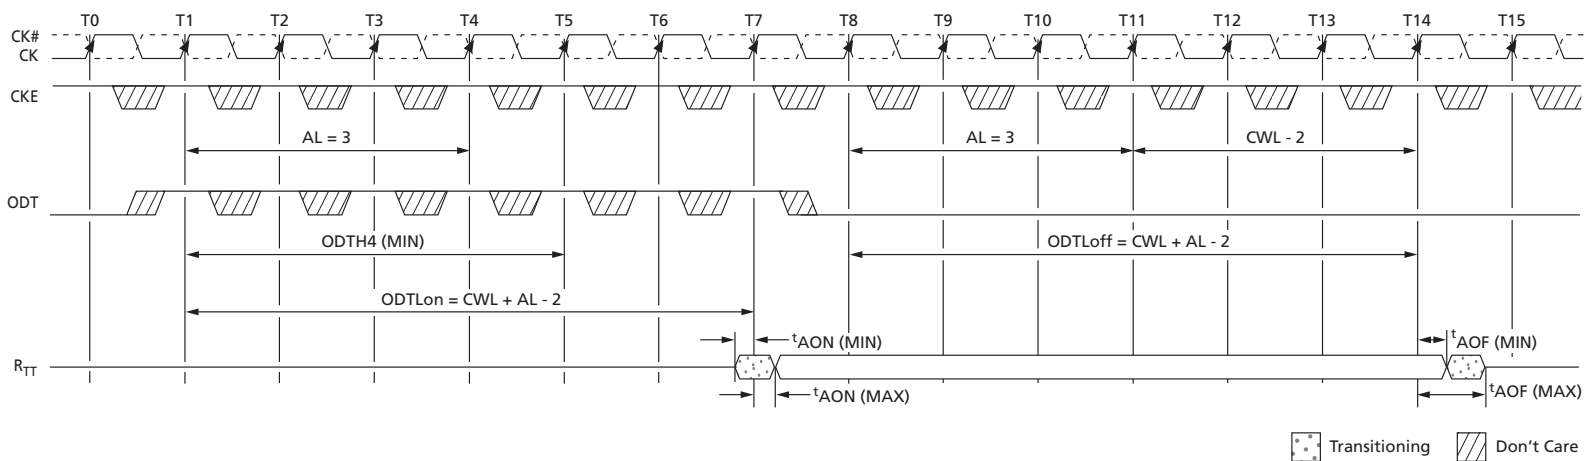 T0 T1 T2 T3 T4 T5 T6 T7 T8 T9 T10 T11 T12 T13 T14 T15
CK#
CK
CKE
AL = 3 AL = 3 CWL - 2
ODT
ODTH4 (MIN) ODTLoff = CWL + AL - 2
ODTLon = CWL + AL - 2
tAON (MIN) tAOF (MIN)
RTT
tAON (MAX) tAOF (MAX)
Transitioning Don't Care